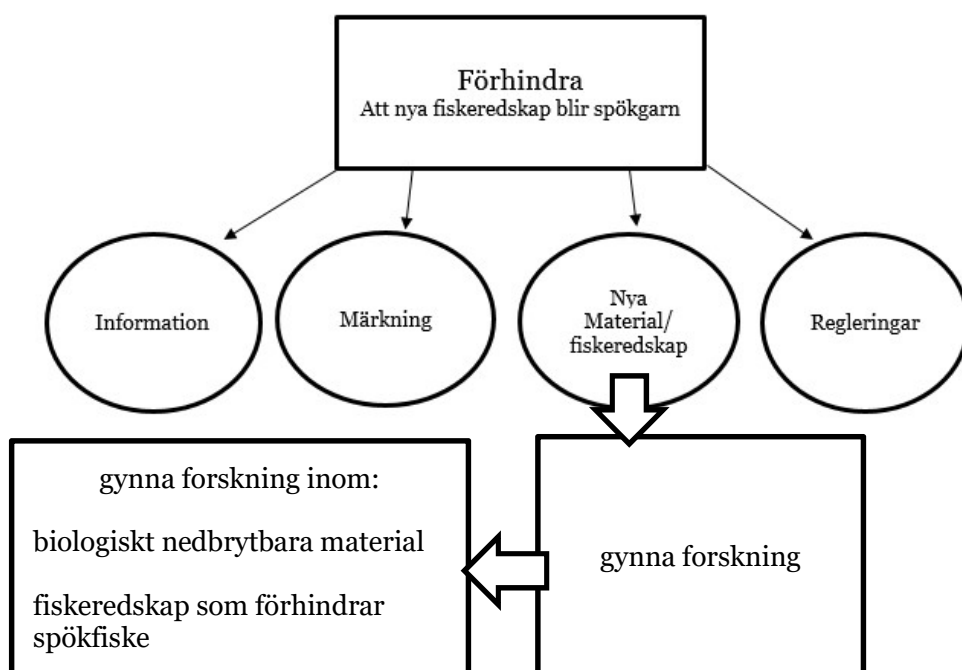 Förhindra
Att nya fiskeredskap blir spökgarn
Information
Märkning
Nya
Material/
fiskeredskap
Regleringar
gynna forskning inom:
biologiskt nedbrytbara material
fiskeredskap som förhindrar
spökfiske
gynna forskning